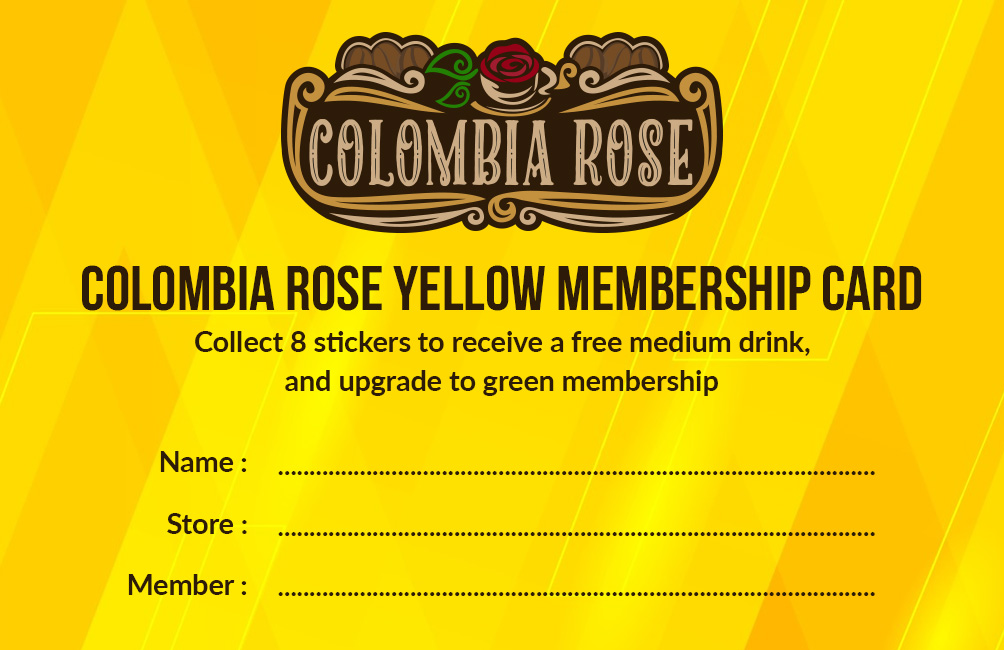 COLOMBIA ROSE
COLOMBIA ROSE YELLOW MEMBERSHIP CARD
Collect 8 stickers to receive a free medium drink,
and upgrade to green membership
Name : ................................................................................................
Store : ................................................................................................
Member : ................................................................................................